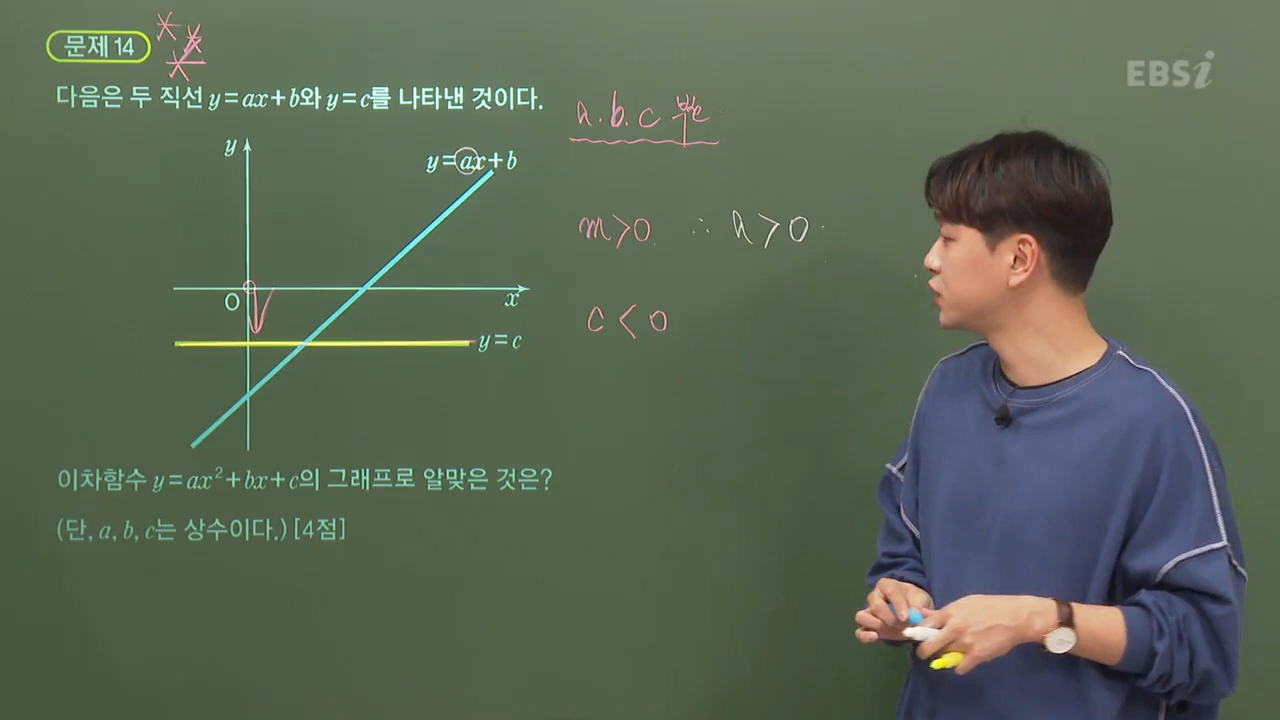 문제 14
EBSi
다음은 두 직선 y=ax+b와 y=c를 나타낸 것이다.
a.b.c 부호
y
y=ax+b
m>0 ∴ a>0
O
x
c<0
y=c
이차함수 y=ax²+bx+c의 그래프로 알맞은 것은?
(단, a, b, c는 상수이다.) [4점]